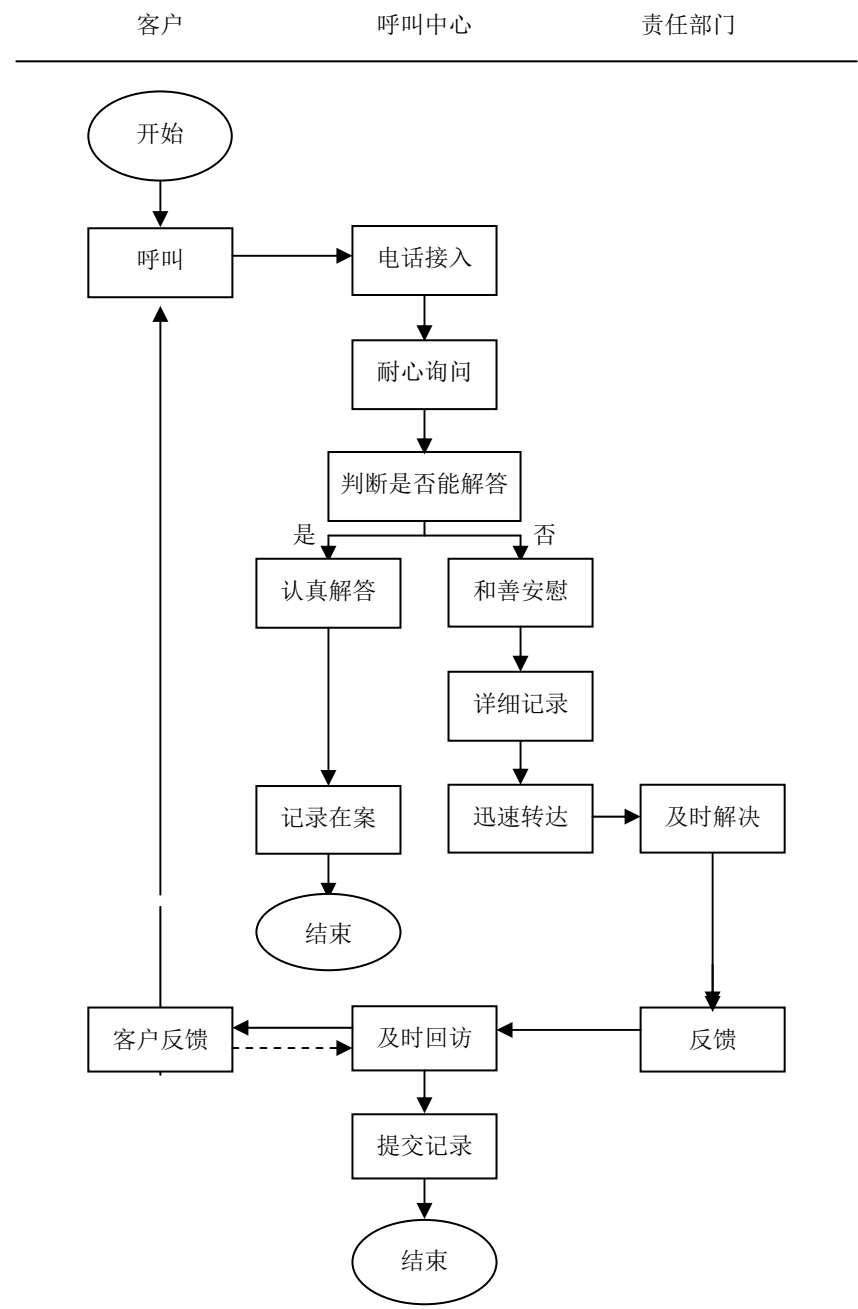 客户 呼叫中心 责任部门
开始
呼叫 电话接入
耐心询问
判断是否能解答
是 否
认真解答 和善安慰
详细记录
记录在案 迅速转达 及时解决
结束
客户反馈 及时回访 反馈
提交记录
结束